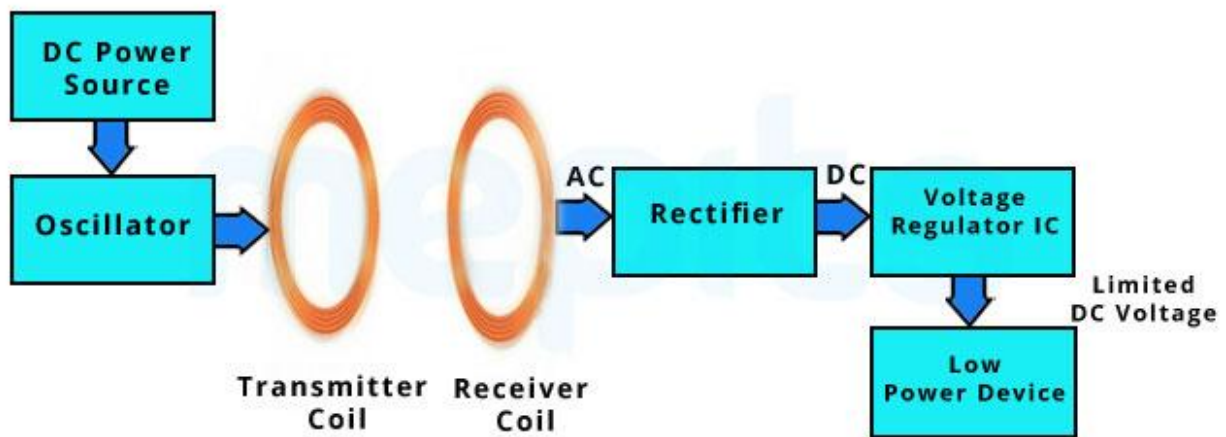 DC Power
Source
Oscillator
Transmitter
Coil
Receiver
Coil
AC
Rectifier
DC
Voltage
Regulator IC
Limited
DC Voltage
Low
Power Device